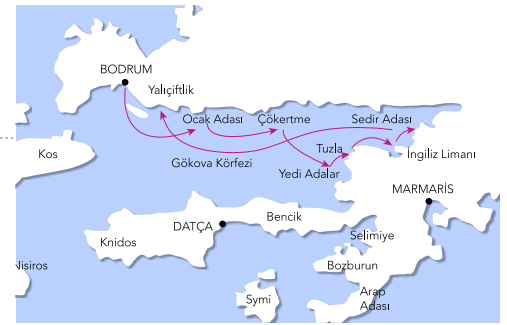 BODRUM
Yalıçiftlik
Ocak Adası
Çökertme
Sedir Adası
Kos
Gökova Körfezi
Tuzla
İngiliz Limanı
Yedi Adalar
MARMARİS
Bencik
DATÇA
Knidos
Selimiye
Nisiros
Bozburun
Symi
Arap
Adası